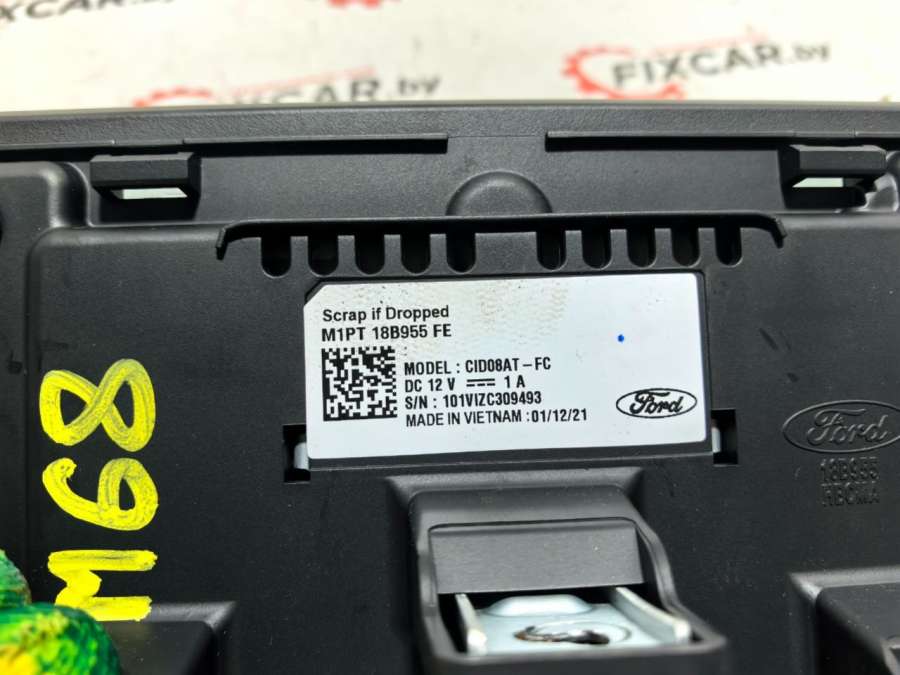 FIXCAR.by
Scrap if Dropped
M1PT 18B955 FE
MODEL : CID08AT-FC
DC 12 V ⎓ 1 A
S/N : 101VIZC309493
MADE IN VIETNAM :01/12/21
Ford
Ford
18B955
M68